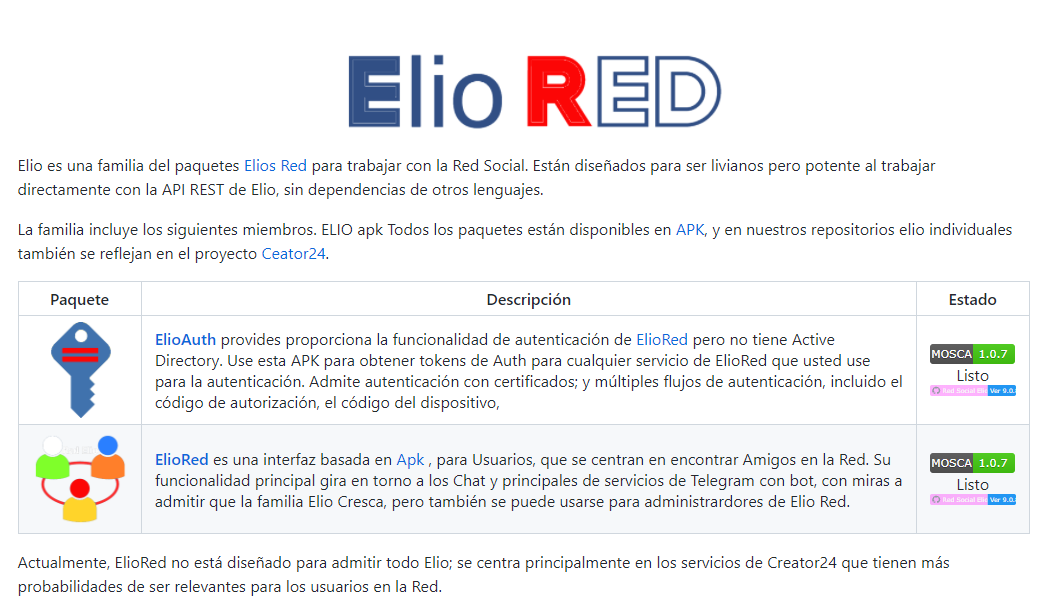 Elio RED
Elio es una familia del paquetes Elios Red para trabajar con la Red Social. Están diseñados para ser livianos pero potente al trabajar
directamente con la API REST de Elio, sin dependencias de otros lenguajes.
La familia incluye los siguientes miembros. ELIO apk Todos los paquetes están disponibles en APK, y en nuestros repositorios elio individuales
también se reflejan en el proyecto Ceator24.
Paquete Descripción Estado
ElioAuth provides proporciona la funcionalidad de autenticación de ElioRed pero no tiene Active
Directory. Use esta APK para obtener tokens de Auth para cualquier servicio de ElioRed que usted use
para la autenticación. Admite autenticación con certificados; y múltiples flujos de autenticación, incluido el
código de autorización, el código del dispositivo,
MOSCA 1.0.7
Listo
Red Social Elio Ver 9.0.
ElioRed es una interfaz basada en Apk , para Usuarios, que se centran en encontrar Amigos en la Red. Su
funcionalidad principal gira en torno a los Chat y principales de servicios de Telegram con bot, con miras a
admitir que la familia Elio Cresca, pero también se puede usarse para administrardores de Elio Red.
MOSCA 1.0.7
Listo
Red Social Elio Ver 9.0.
Actualmente, ElioRed no está diseñado para admitir todo Elio; se centra principalmente en los servicios de Creator24 que tienen más
probabilidades de ser relevantes para los usuarios en la Red.